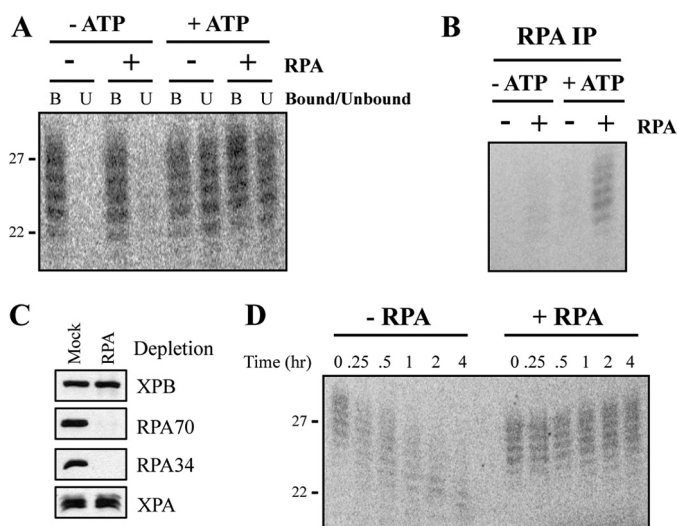 A
- ATP + ATP
- + - + RPA
B U B U B U B U Bound/Unbound
27
22
B
RPA IP
- ATP + ATP
- + - + RPA
C
Mock RPA Depletion
XPB
RPA70
RPA34
XPA
D
- RPA + RPA
Time (hr) 0 .25 .5 1 2 4 0 .25 .5 1 2 4
27
22